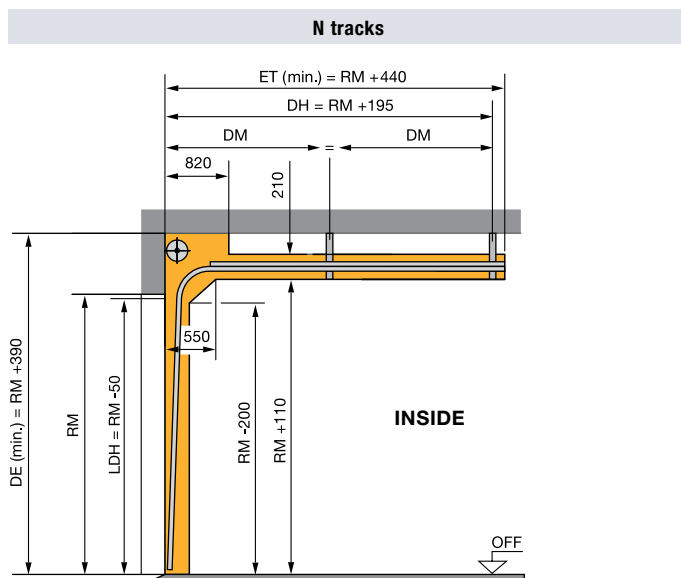 N tracks
ET (min.) = RM +440
DH = RM +195
DM
=
DM
820
210
550
DE (min.) = RM +390
RM
LDH = RM -50
RM -200
RM +110
INSIDE
OFF